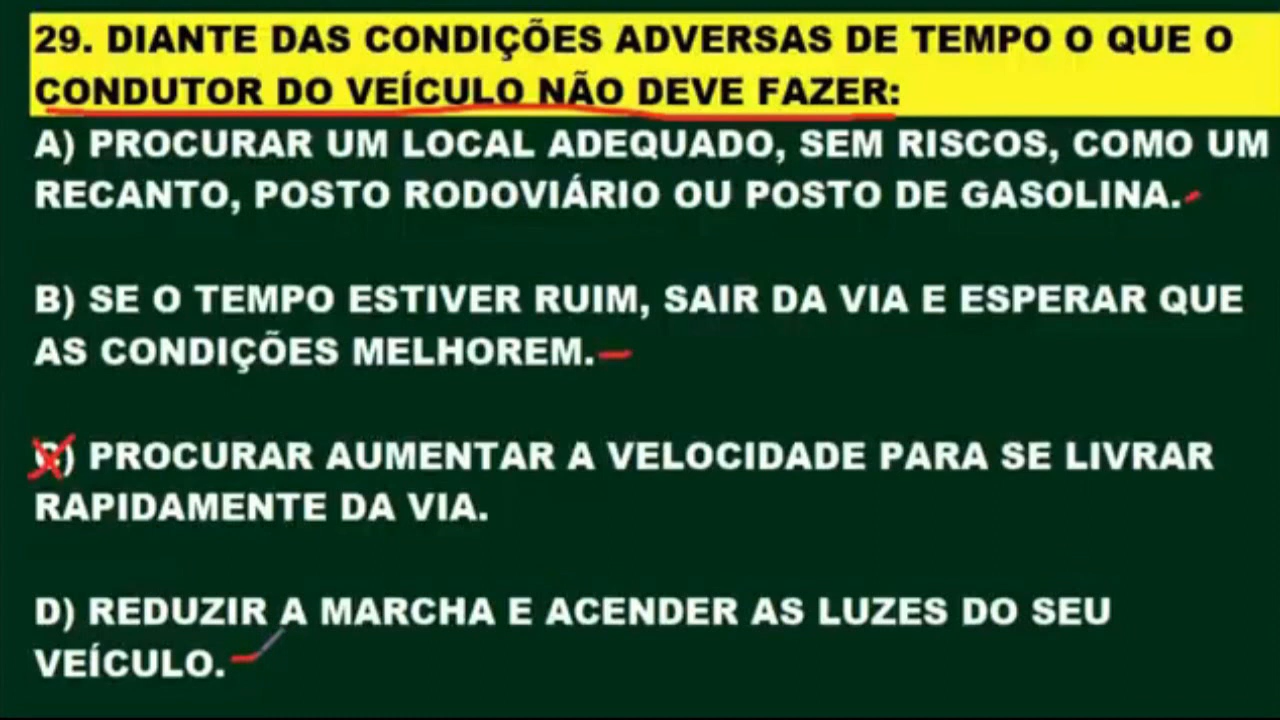 29. DIANTE DAS CONDIÇÕES ADVERSAS DE TEMPO O QUE O
CONDUTOR DO VEÍCULO NÃO DEVE FAZER:
A) PROCURAR UM LOCAL ADEQUADO, SEM RISCOS, COMO UM
RECANTO, POSTO RODOVIÁRIO OU POSTO DE GASOLINA.
B) SE O TEMPO ESTIVER RUIM, SAIR DA VIA E ESPERAR QUE
AS CONDIÇÕES MELHOREM.
C) PROCURAR AUMENTAR A VELOCIDADE PARA SE LIVRAR
RAPIDAMENTE DA VIA.
D) REDUZIR A MARCHA E ACENDER AS LUZES DO SEU
VEÍCULO.